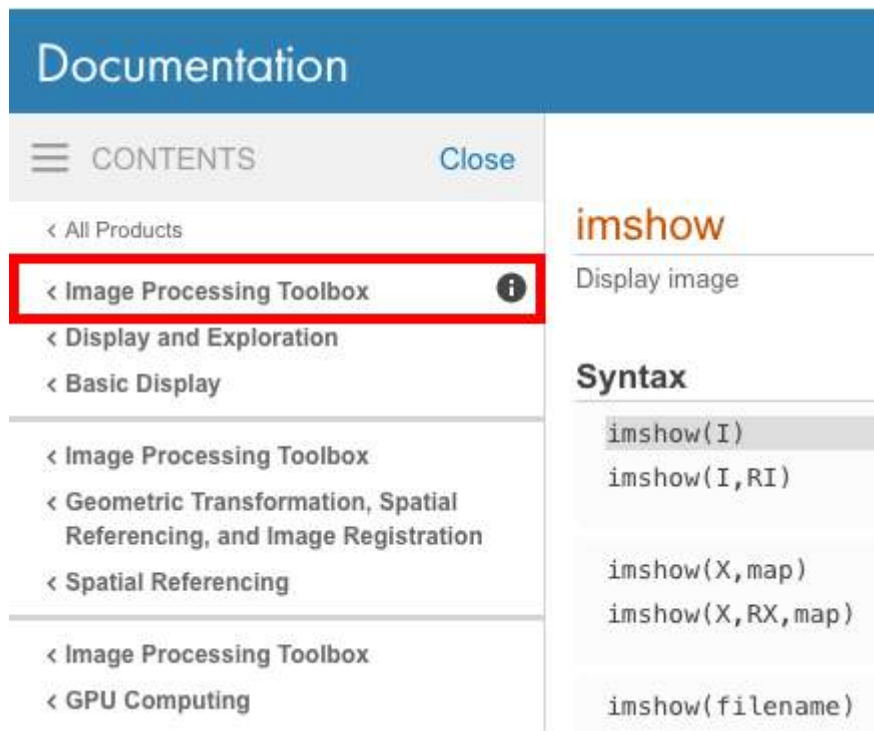 Documentation
CONTENTS
Close
< All Products
< Image Processing Toolbox
< Display and Exploration
< Basic Display
< Image Processing Toolbox
< Geometric Transformation, Spatial
Referencing, and Image Registration
< Spatial Referencing
< Image Processing Toolbox
< GPU Computing
imshow
Display image
Syntax
imshow(I)
imshow(I,RI)
imshow(X,map)
imshow(X,RX,map)
imshow(filename)